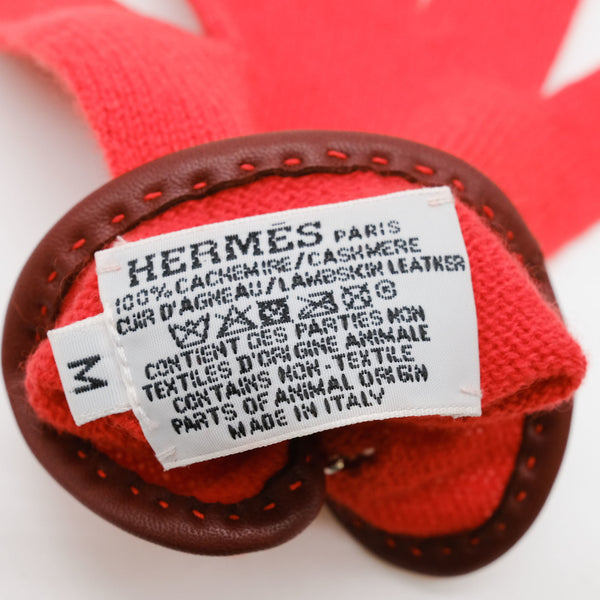 HERMĒS PARIS
100% CACHEMIRE/CASHMERE
CUIR D'AGNEAU/LAMBSKIN LEATHER
CONTIENT DES PARTIES NON
TEXTILES D'ORIGINE ANIMALE
CONTAINS NON-TEXTILE
PARTS OF ANIMAL ORIGIN
MADE IN ITALY
M